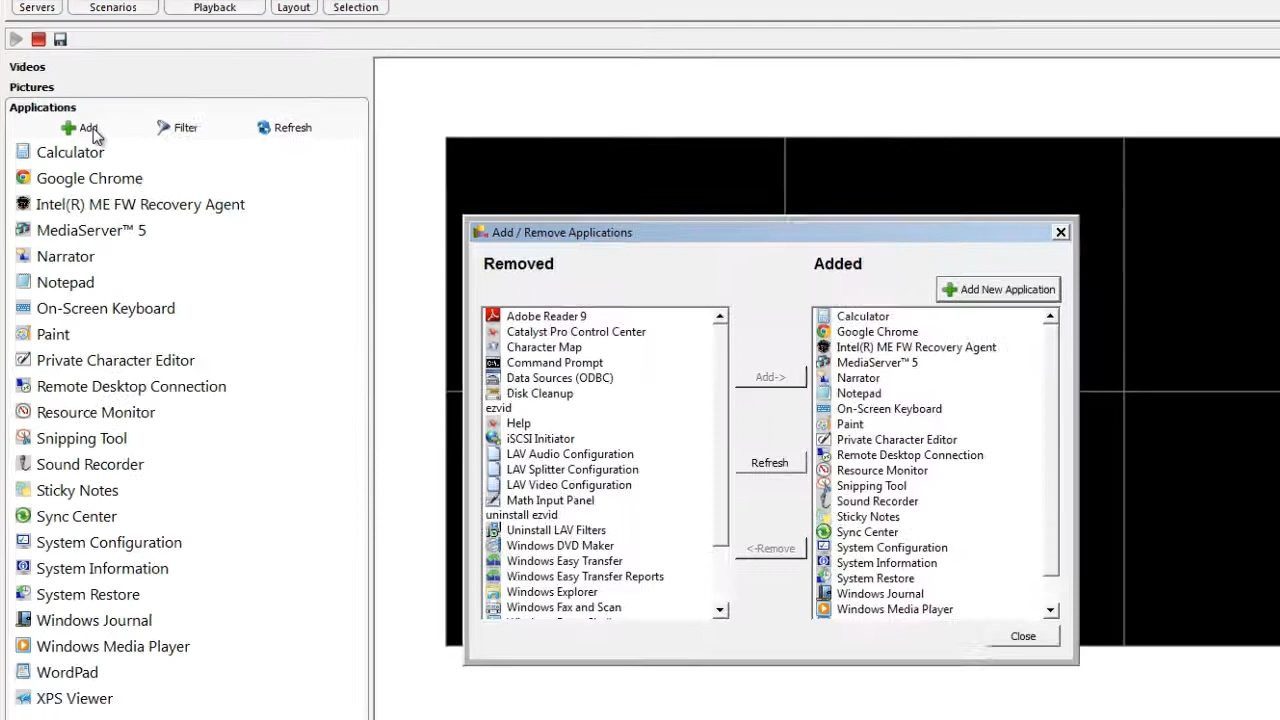 Servers
Scenarios
Playback
Layout
Selection
Videos
Pictures
Applications
Add
Filter
Refresh
Calculator
Google Chrome
Intel(R) ME FW Recovery Agent
MediaServer™ 5
Narrator
Notepad
On-Screen Keyboard
Paint
Private Character Editor
Remote Desktop Connection
Resource Monitor
Snipping Tool
Sound Recorder
Sticky Notes
Sync Center
System Configuration
System Information
System Restore
Windows Journal
Windows Media Player
WordPad
XPS Viewer
Add / Remove Applications
Removed
Adobe Reader 9
Catalyst Pro Control Center
Character Map
Command Prompt
Data Sources (ODBC)
Disk Cleanup
ezvid
Help
iSCSI Initiator
LAV Audio Configuration
LAV Splitter Configuration
LAV Video Configuration
Math Input Panel
uninstall ezvid
Uninstall LAV Filters
Windows DVD Maker
Windows Easy Transfer
Windows Easy Transfer Reports
Windows Explorer
Windows Fax and Scan
Add->
Refresh
<-Remove
Added
Add New Application
Calculator
Google Chrome
Intel(R) ME FW Recovery Agent
MediaServer™ 5
Narrator
Notepad
On-Screen Keyboard
Paint
Private Character Editor
Remote Desktop Connection
Resource Monitor
Snipping Tool
Sound Recorder
Sticky Notes
Sync Center
System Configuration
System Information
System Restore
Windows Journal
Windows Media Player
Close